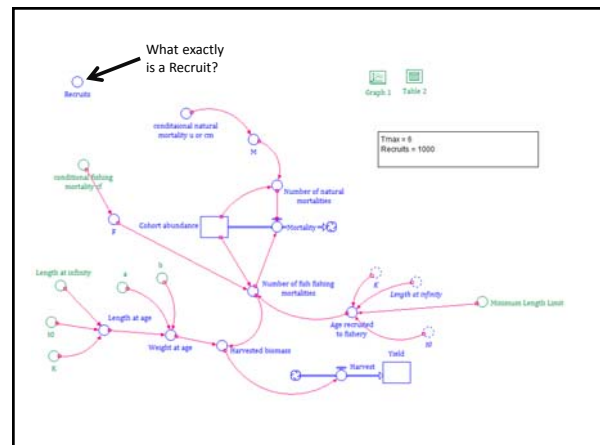 What exactly
is a Recruit?
Recruits
Graph 1
Table 2
conditaional natural
mortality u or cm
Tmax = 6
Recruits = 1000
M
conditional fishing
mortality cf
Number of natural
mortalities
F
Cohort abundance
Mortality
Length at infinity
a
b
Number of fish fishing
mortalities
K
Length at infinity
Minimum Length Limit
Length at age
Age recruited
to fishery
Weight at age
Harvested biomass
K
Yield
Harvest